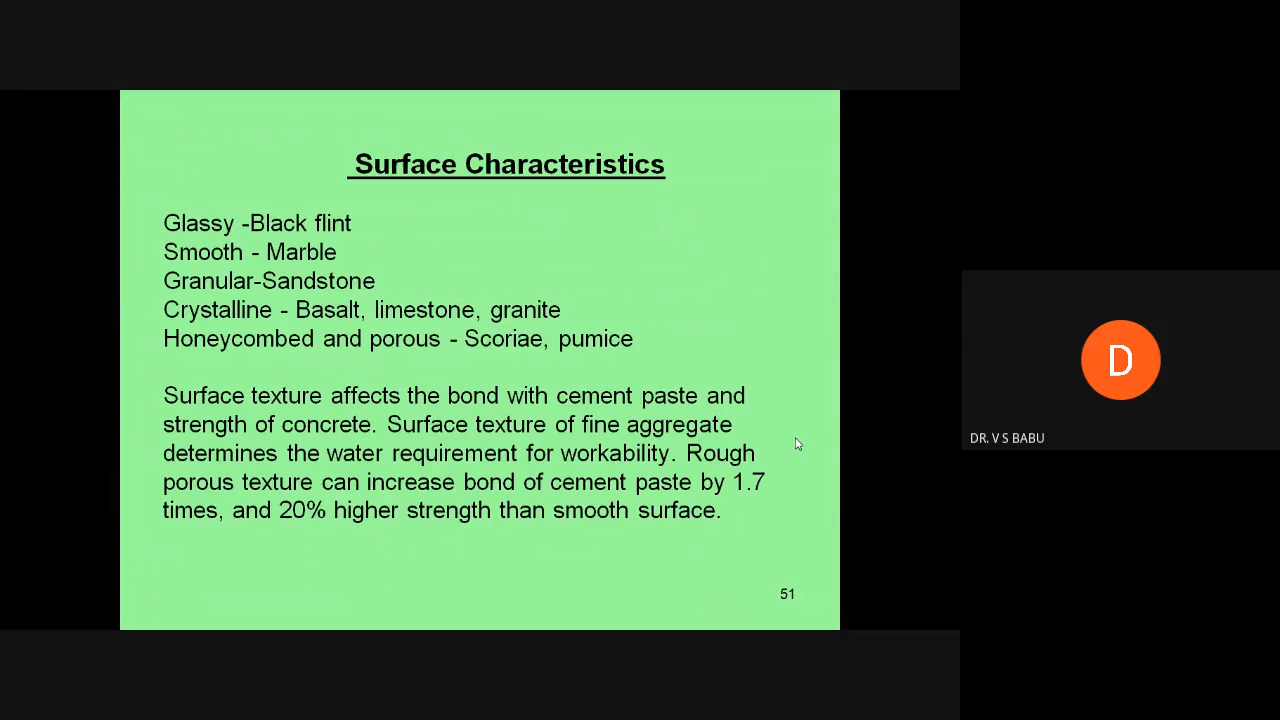 Surface Characteristics
Glassy -Black flint
Smooth - Marble
Granular-Sandstone
Crystalline - Basalt, limestone, granite
Honeycombed and porous - Scoriae, pumice
Surface texture affects the bond with cement paste and
strength of concrete. Surface texture of fine aggregate
determines the water requirement for workability. Rough
porous texture can increase bond of cement paste by 1.7
times, and 20% higher strength than smooth surface.
51
D
DR. V S BABU